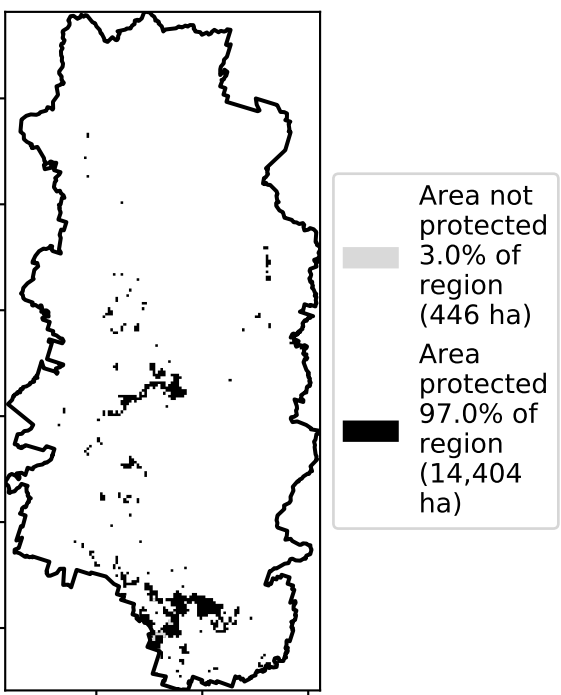 Area not
protected
3.0% of
region
(446 ha)
Area
protected
97.0% of
region
(14,404
ha)